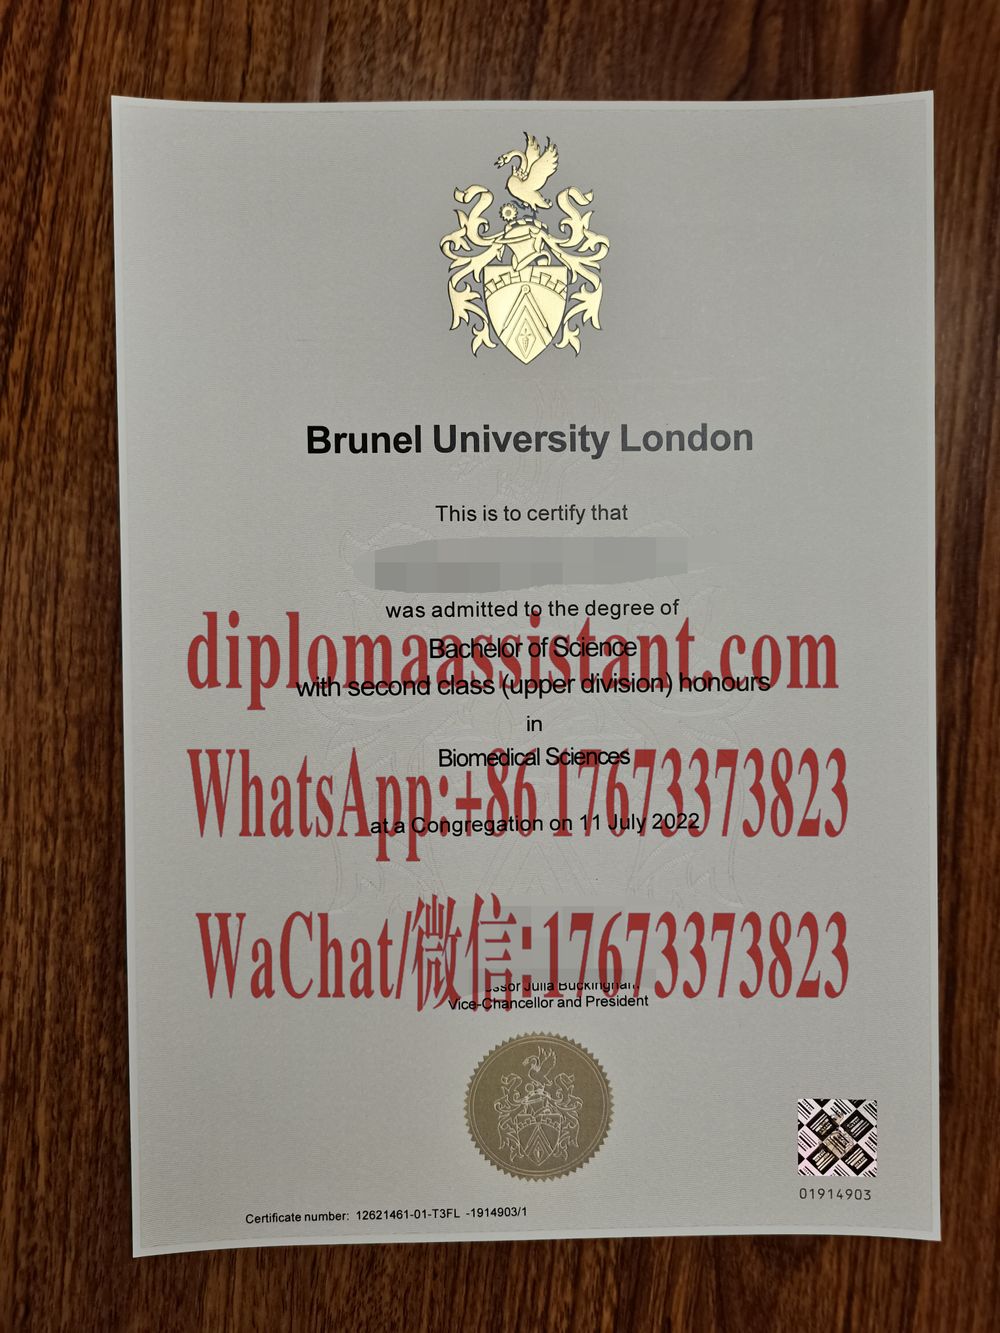 Brunel University London
This is to certify that
was admitted to the degree of
diplomaassistant.com
Bachelor of Science
with second class (upper division) honours
in
Biomedical Sciences
WhatsApp:+86 17673373823
at a Congregation on 11 July 2022
WaChat/微信:17673373823
Julia Buckingham
Vice-Chancellor and President
01914903
Certificate number: 12621461-01-T3FL -1914903/1